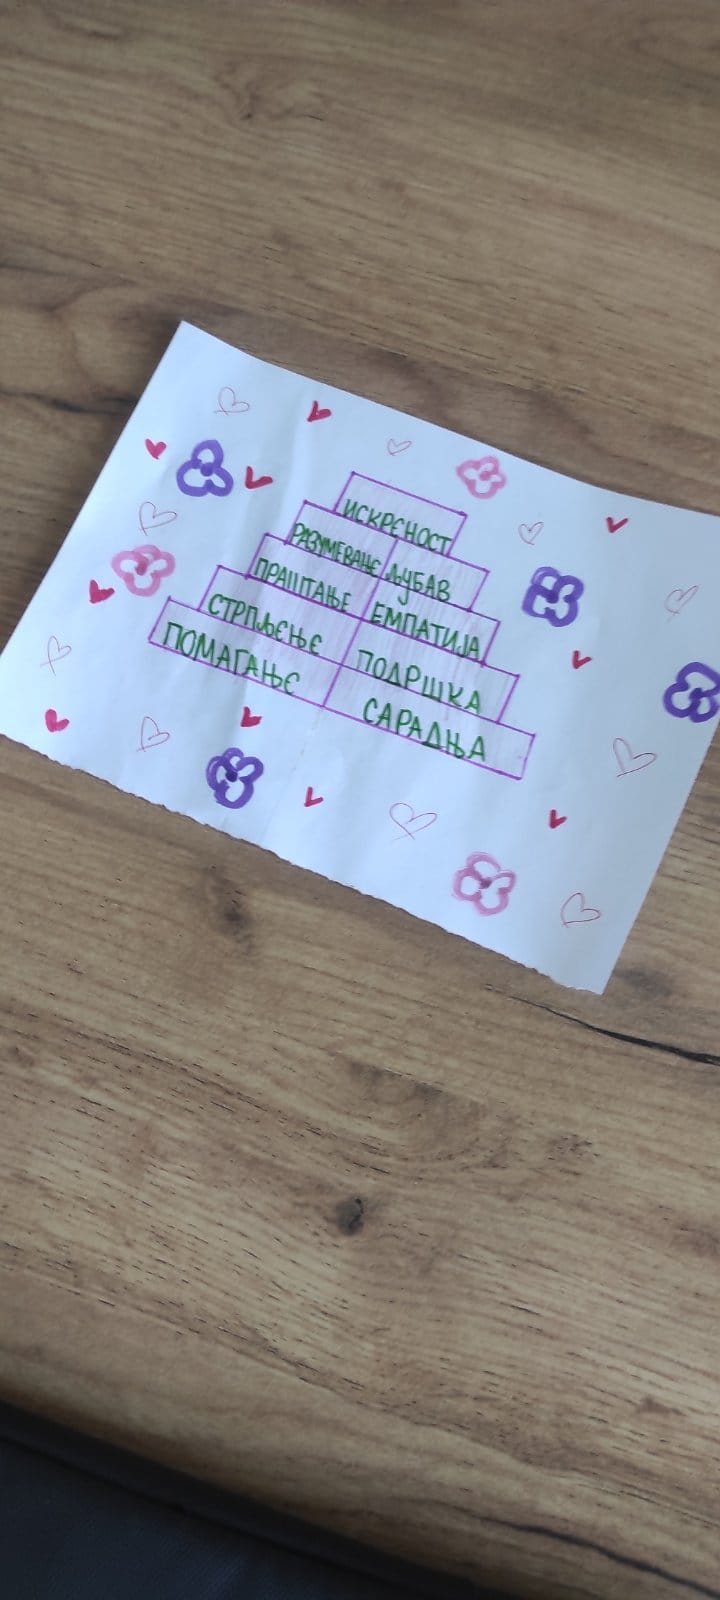 ИСКРЕНОСТ
РАЗУМЕВАЊЕ ЉУБАВ
ПРАШТАЊЕ ЕМПАТИЈА
СТРПЉЕЊЕ ПОДРШКА
ПОМАГАЊЕ САРАДЊА